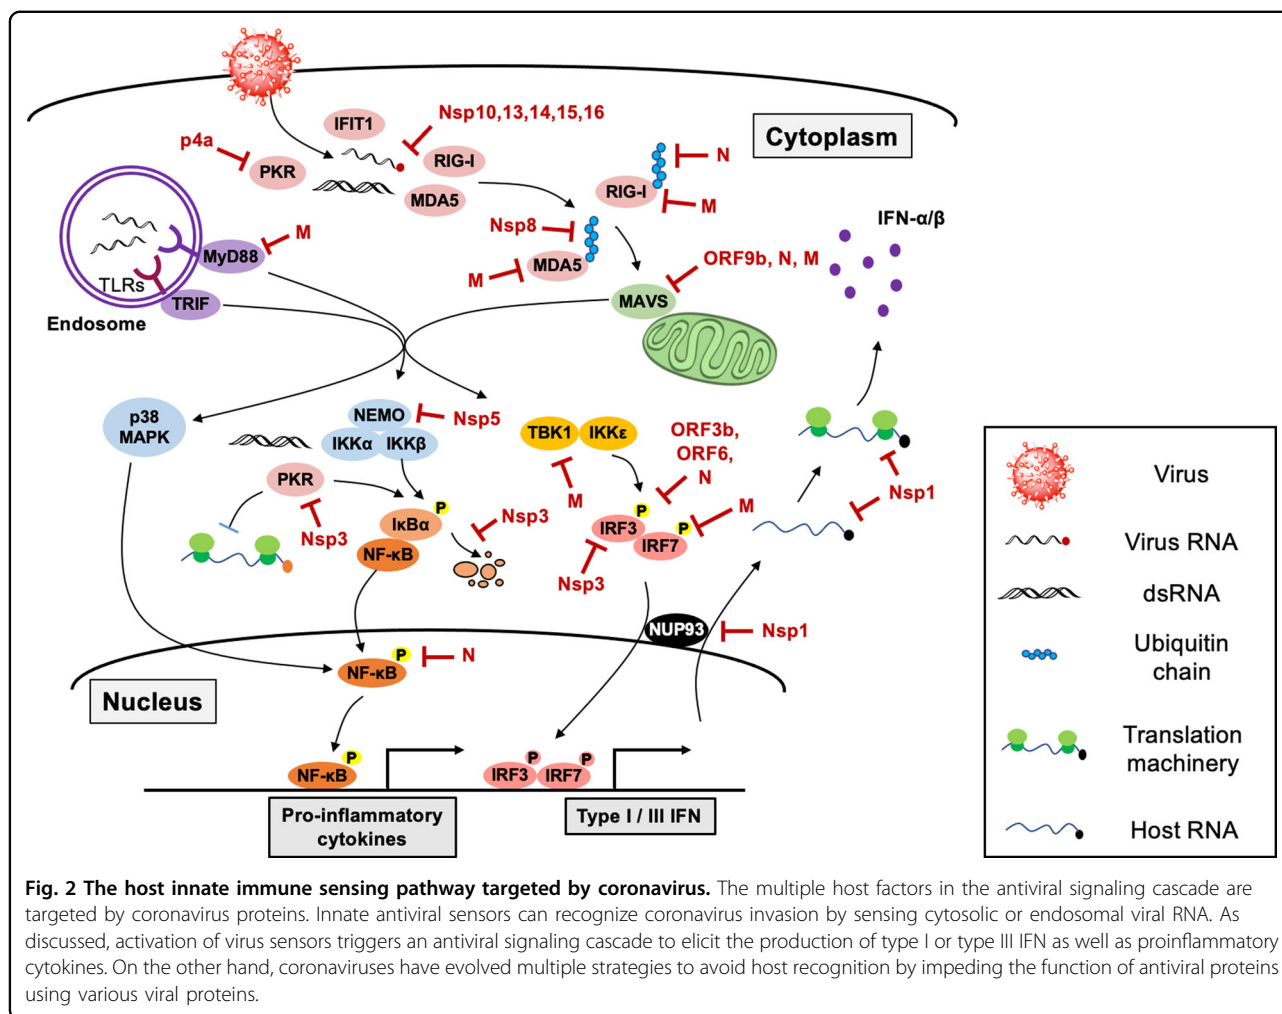 Nsp10,13,14,15,16
IFIT1
Cytoplasm
p4a
PKR
RIG-I
MDA5
N
RIG-I
M
IFN-α/β
Nsp8
M
MyD88
MDA5
M
ORF9b, N, M
TLRs
TRIF
MAVS
Endosome
p38
MAPK
NEMO
Nsp5
IKKα
IKKβ
TBK1
IKKε
ORF3b,
ORF6,
N
M
PKR
Nsp3
P
IκBα
NF-κB
Nsp3
P
IRF3
P
IRF7
M
Nsp3
Nsp1
NUP93
Nsp1
P
NF-κB
N
Nucleus
P
NF-κB
P
IRF3
P
IRF7
Pro-inflammatory
cytokines
Type I / III IFN
Virus
Virus RNA
dsRNA
Ubiquitin
chain
Translation
machinery
Host RNA
Fig. 2 The host innate immune sensing pathway targeted by coronavirus. The multiple host factors in the antiviral signaling cascade are
targeted by coronavirus proteins. Innate antiviral sensors can recognize coronavirus invasion by sensing cytosolic or endosomal viral RNA. As
discussed, activation of virus sensors triggers an antiviral signaling cascade to elicit the production of type I or type III IFN as well as proinflammatory
cytokines. On the other hand, coronaviruses have evolved multiple strategies to avoid host recognition by impeding the function of antiviral proteins
using various viral proteins.